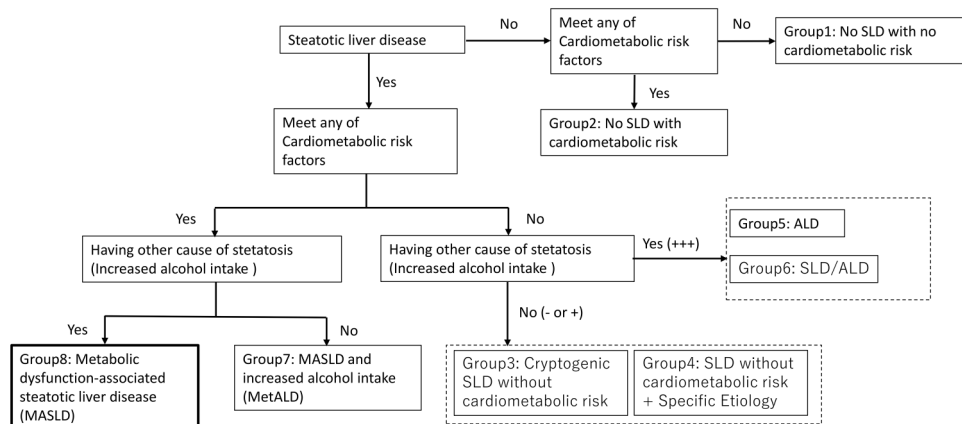 Steatotic liver disease
No
Meet any of
Cardiometabolic risk
factors
No
Group1: No SLD with no
cardiometabolic risk
Yes
Yes
Group2: No SLD with
cardiometabolic risk
Meet any of
Cardiometabolic risk
factors
Yes
No
Having other cause of stetatosis
(Increased alcohol intake )
Having other cause of stetatosis
(Increased alcohol intake )
Yes (+++)
Group5: ALD
Group6: SLD/ALD
Yes
No
No (- or +)
Group8: Metabolic
dysfunction-associated
steatotic liver disease
(MASLD)
Group7: MASLD and
increased alcohol intake
(MetALD)
Group3: Cryptogenic
SLD without
cardiometabolic risk
Group4: SLD without
cardiometabolic risk
+ Specific Etiology